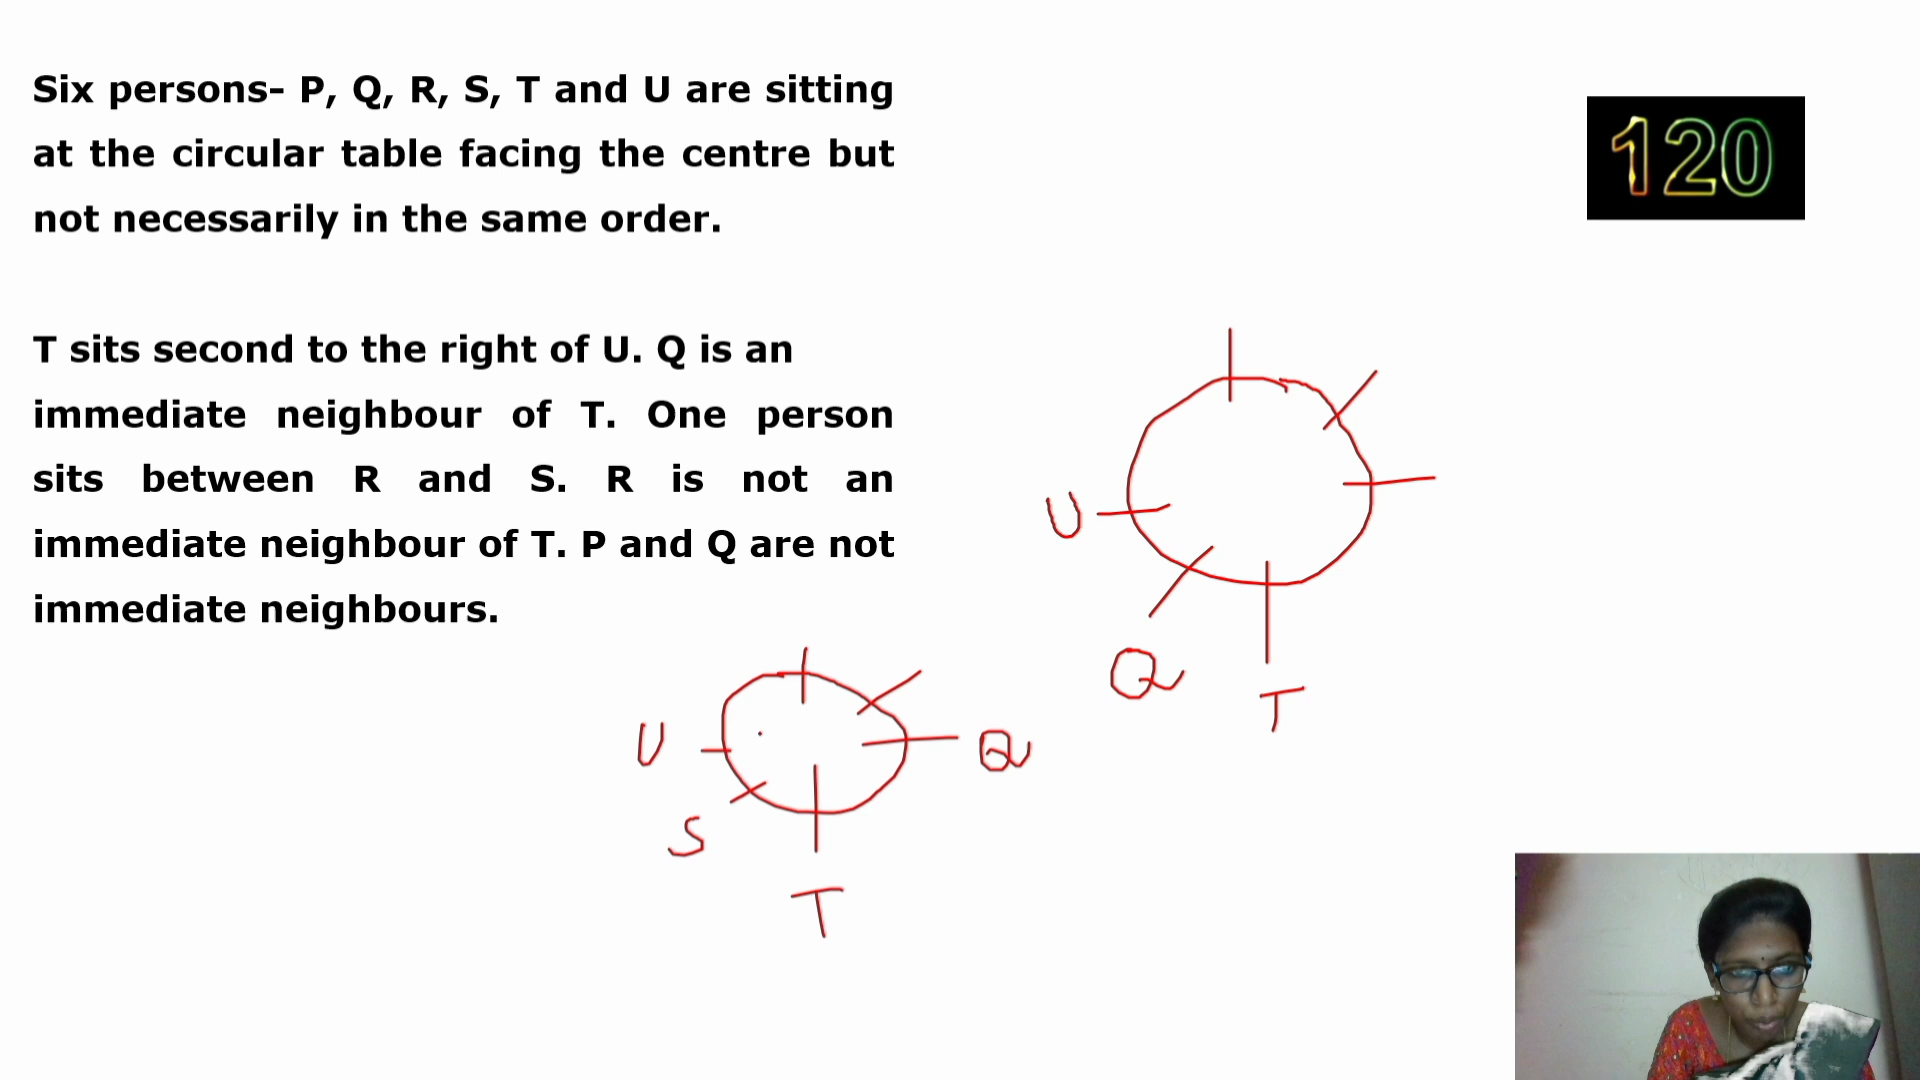 Six persons- P, Q, R, S, T and U are sitting
at the circular table facing the centre but
not necessarily in the same order.
120
T sits second to the right of U. Q is an
immediate neighbour of T. One person
sits between R and S. R is not an
immediate neighbour of T. P and Q are not
immediate neighbours.
U
Q
T
U
Q
S
T